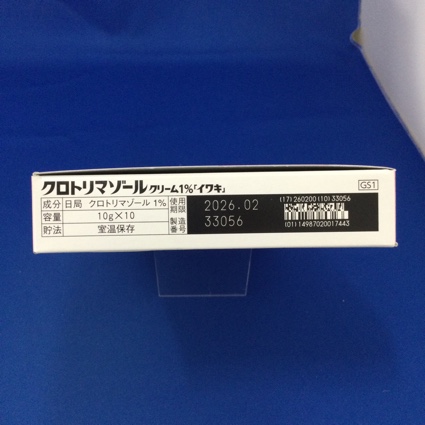 クロトリマゾールクリーム1%「イワキ」
GS1
成分 日局 クロトリマゾール 1%
容量 10g×10
貯法 室温保存
使用期限 2026.02
製造番号 33056
(17)260200(10)33056
(01)14987020017443